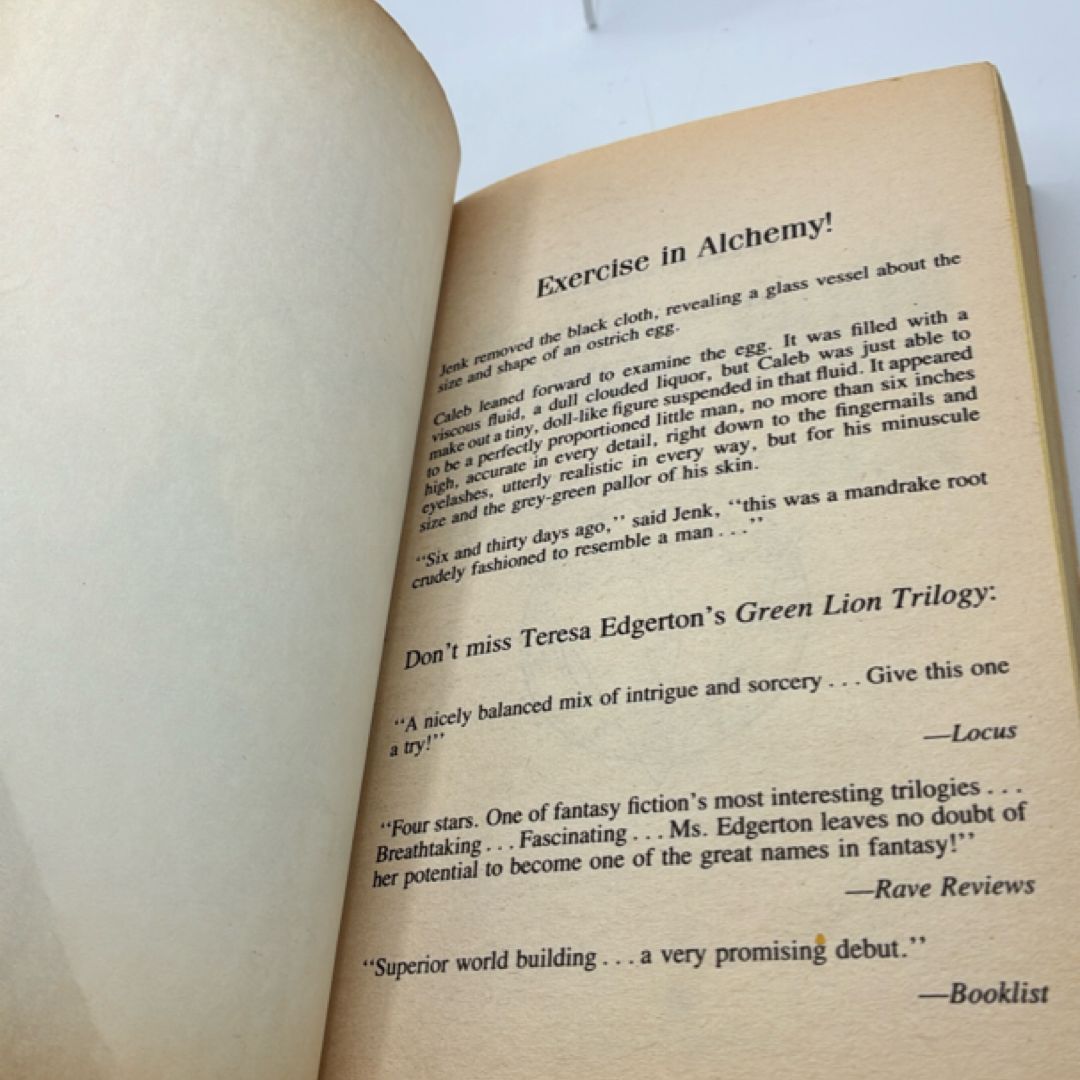 Exercise in Alchemy!
Jenk removed the black cloth, revealing a glass vessel about the
size and shape of an ostrich egg.
Caleb leaned forward to examine the egg. It was filled with a
viscous fluid, a dull clouded liquor, but Caleb was just able to
make out a tiny, doll-like figure suspended in that fluid. It appeared
to be a perfectly proportioned little man, no more than six inches
high, accurate in every detail, right down to the fingernails and
eyelashes, utterly realistic in every way, but for his minuscule
size and the grey-green pallor of his skin.
"Six and thirty days ago," said Jenk, "this was a mandrake root
crudely fashioned to resemble a man . . ."
Don't miss Teresa Edgerton's Green Lion Trilogy:
"A nicely balanced mix of intrigue and sorcery . . . Give this one
a try!"
—Locus
"Four stars. One of fantasy fiction's most interesting trilogies . . .
Breathtaking . . . Fascinating . . . Ms. Edgerton leaves no doubt of
her potential to become one of the great names in fantasy!"
—Rave Reviews
"Superior world building . . . a very promising debut."
—Booklist